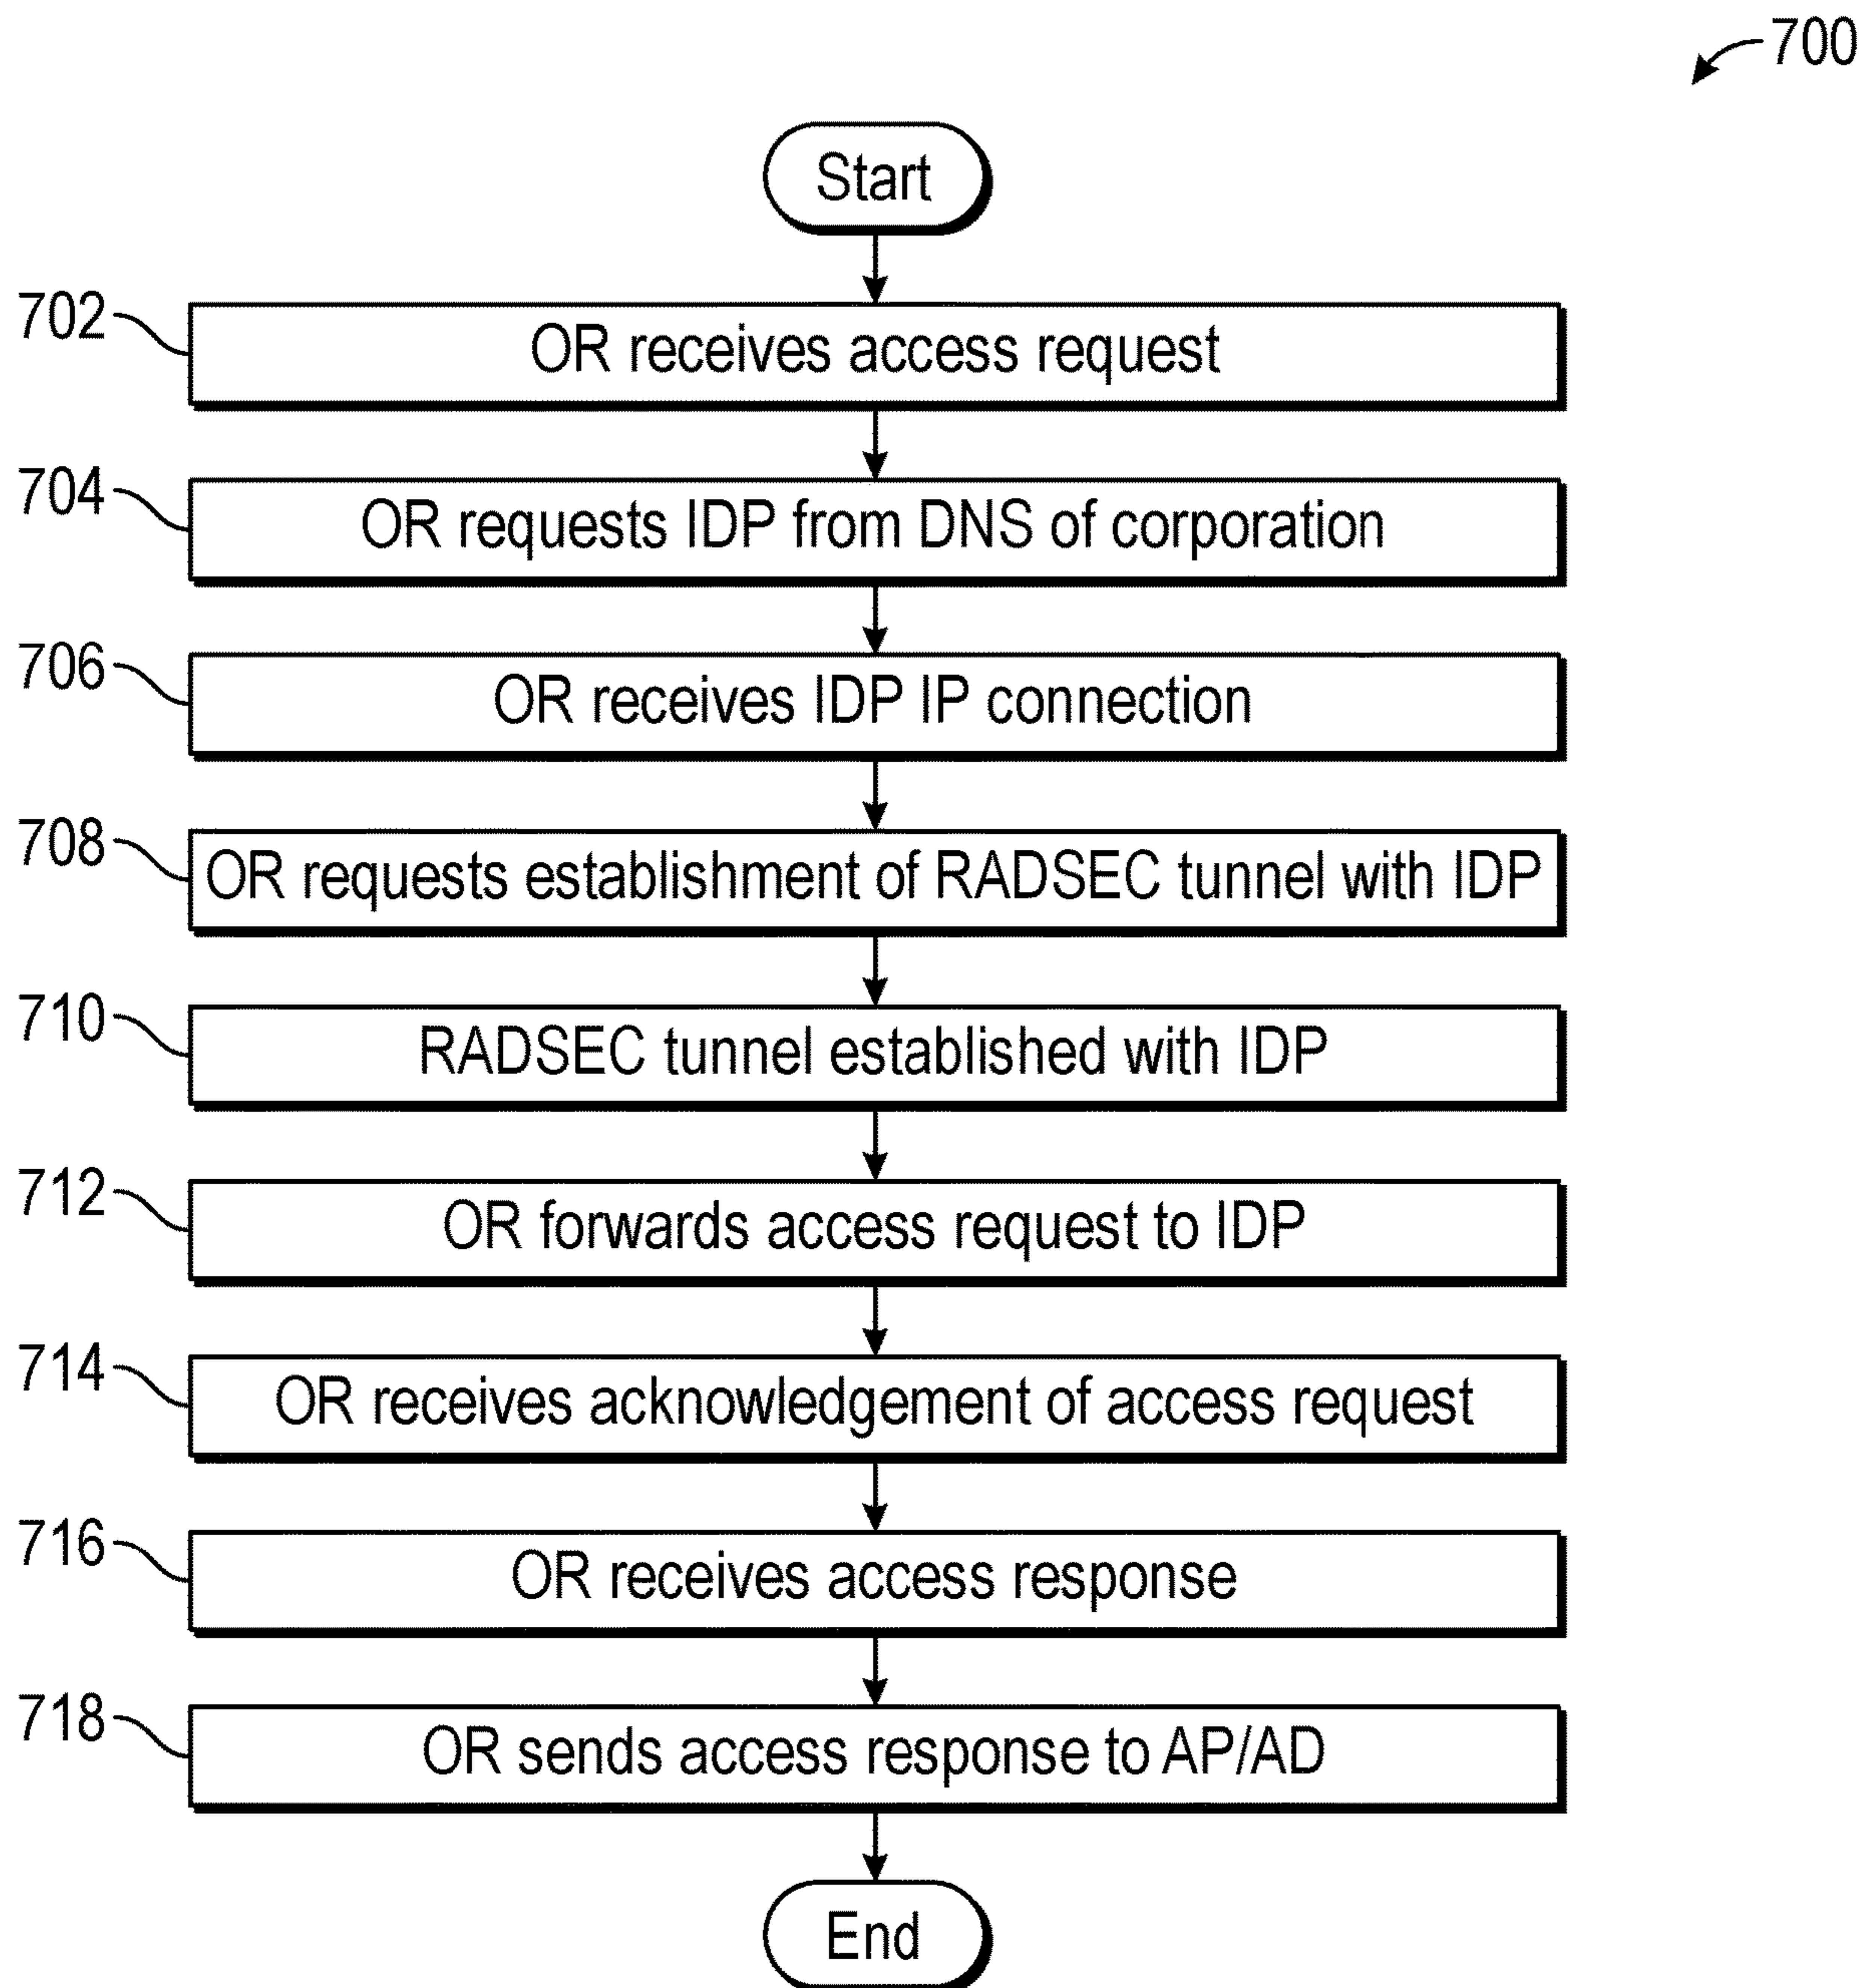 700
Start
702
OR receives access request
704
OR requests IDP from DNS of corporation
706
OR receives IDP IP connection
708
OR requests establishment of RADSEC tunnel with IDP
710
RADSEC tunnel established with IDP
712
OR forwards access request to IDP
714
OR receives acknowledgement of access request
716
OR receives access response
718
OR sends access response to AP/AD
End